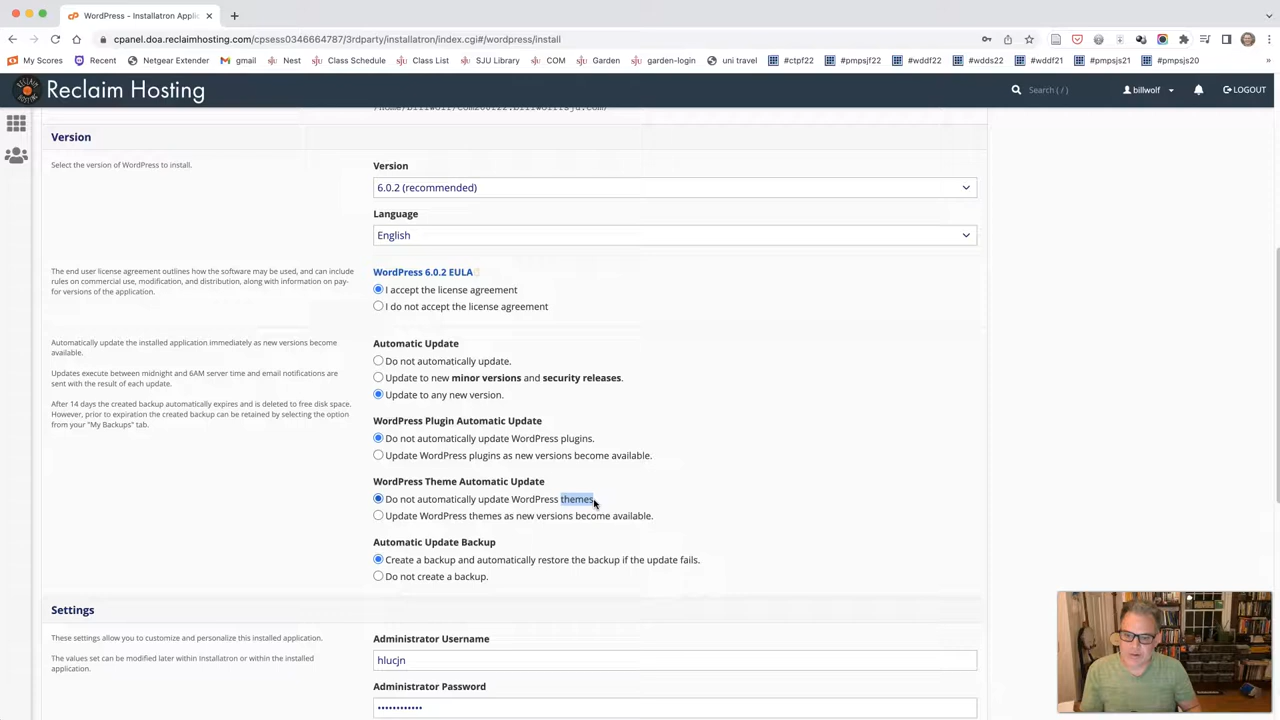 WordPress - Installatron Appli
cpanel.doa.reclaimhosting.com/cpsess0346664787/3rdparty/installatron/index.cgi#/wordpress/install
My Scores Recent Netgear Extender gmail Nest Class Schedule Class List SJU Library COM Garden garden-login uni travel #ctpf22 #pmpsjf22 #wddf22 #wdds22 #wddf21 #pmpsjs21 #pmpsjs20 »
Reclaim Hosting Search ( / ) billwolf LOGOUT
Version
Select the version of WordPress to install.
Version
6.0.2 (recommended)
Language
English
The end user license agreement outlines how the software may be used, and can include
rules on commercial use, modification, and distribution, along with information on pay-
for versions of the application.
WordPress 6.0.2 EULA
I accept the license agreement
I do not accept the license agreement
Automatically update the installed application immediately as new versions become
available.
Updates execute between midnight and 6AM server time and email notifications are
sent with the result of each update.
After 14 days the created backup automatically expires and is deleted to free disk space.
However, prior to expiration the created backup can be retained by selecting the option
from your "My Backups" tab.
Automatic Update
Do not automatically update.
Update to new minor versions and security releases.
Update to any new version.
WordPress Plugin Automatic Update
Do not automatically update WordPress plugins.
Update WordPress plugins as new versions become available.
WordPress Theme Automatic Update
Do not automatically update WordPress themes.
Update WordPress themes as new versions become available.
Automatic Update Backup
Create a backup and automatically restore the backup if the update fails.
Do not create a backup.
Settings
These settings allow you to customize and personalize this installed application.
The values set can be modified later within Installatron or within the installed
application.
Administrator Username
hlucjn
Administrator Password
••••••••••••